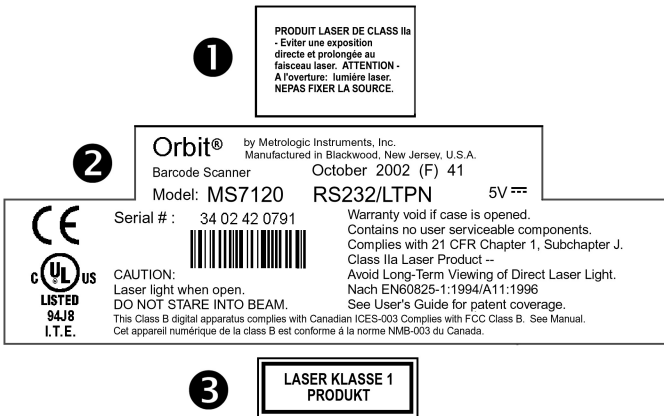 ❶
PRODUIT LASER DE CLASS IIa
- Eviter une exposition
directe et prolongée au
faisceau laser. ATTENTION -
A l'overture: lumiére laser.
NEPAS FIXER LA SOURCE.
❷
Orbit® by Metrologic Instruments, Inc.
Manufactured in Blackwood, New Jersey, U.S.A.
Barcode Scanner October 2002 (F) 41
Model: MS7120 RS232/LTPN 5V
CE
Serial # : 34 02 42 0791
C UL US
LISTED
94J8
I.T.E.
CAUTION:
Laser light when open.
DO NOT STARE INTO BEAM.
Warranty void if case is opened.
Contains no user serviceable components.
Complies with 21 CFR Chapter 1, Subchapter J.
Class IIa Laser Product --
Avoid Long-Term Viewing of Direct Laser Light.
Nach EN60825-1:1994/A11:1996
See User's Guide for patent coverage.
This Class B digital apparatus complies with Canadian ICES-003 Complies with FCC Class B. See Manual.
Cet appareil numérique de la class B est conforme á la norme NMB-003 du Canada.
❸
LASER KLASSE 1
PRODUKT